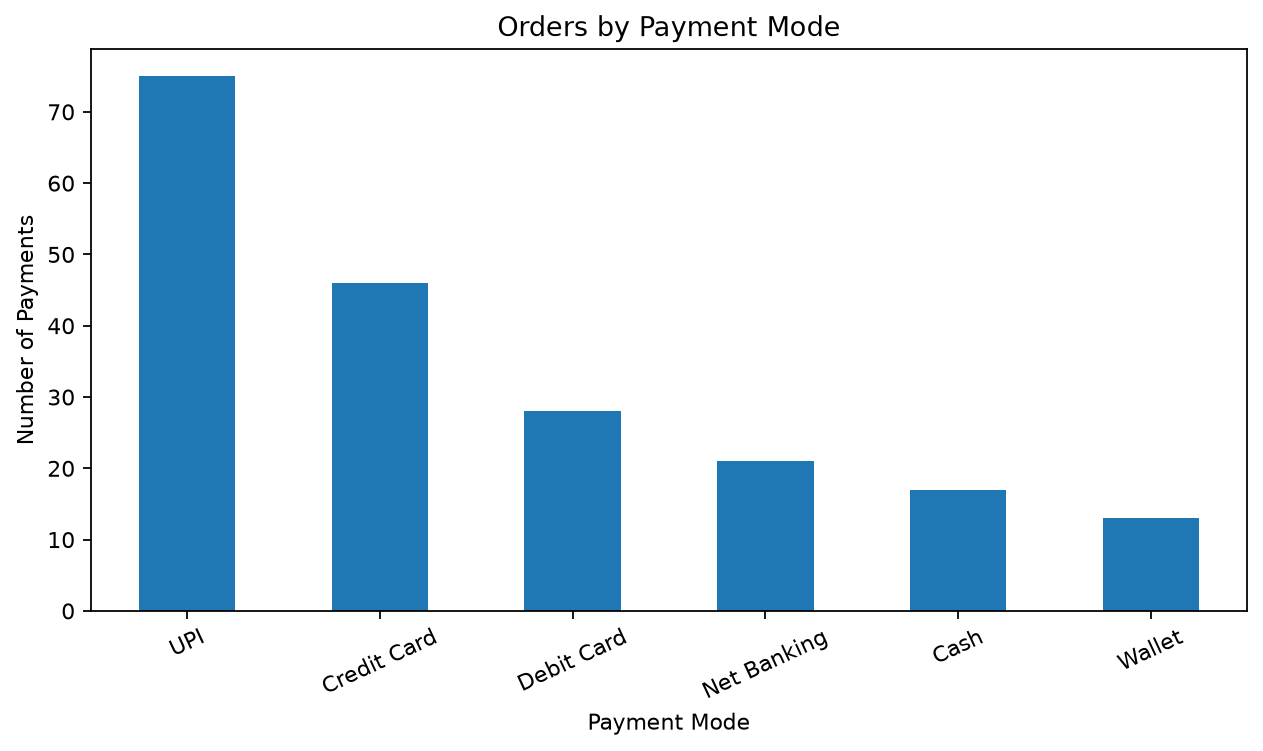 Orders by Payment Mode
Number of Payments
70
60
50
40
30
20
10
0
UPI
Credit Card
Debit Card
Net Banking
Cash
Wallet
Payment Mode